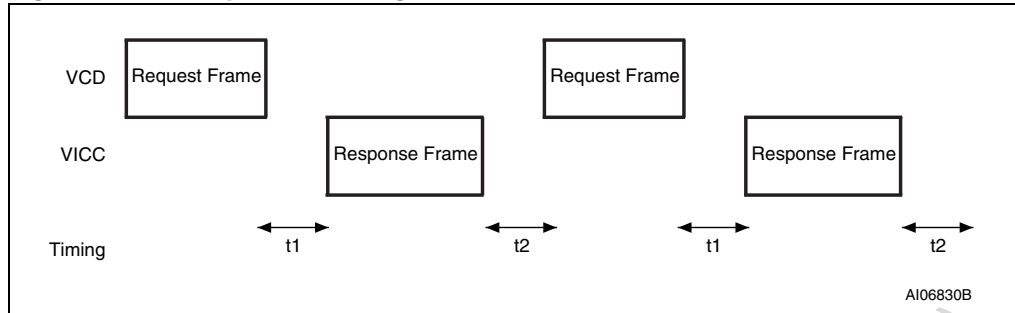 VCD
Request Frame
Request Frame
VICC
Response Frame
Response Frame
Timing
t1
t2
t1
t2
AI06830B